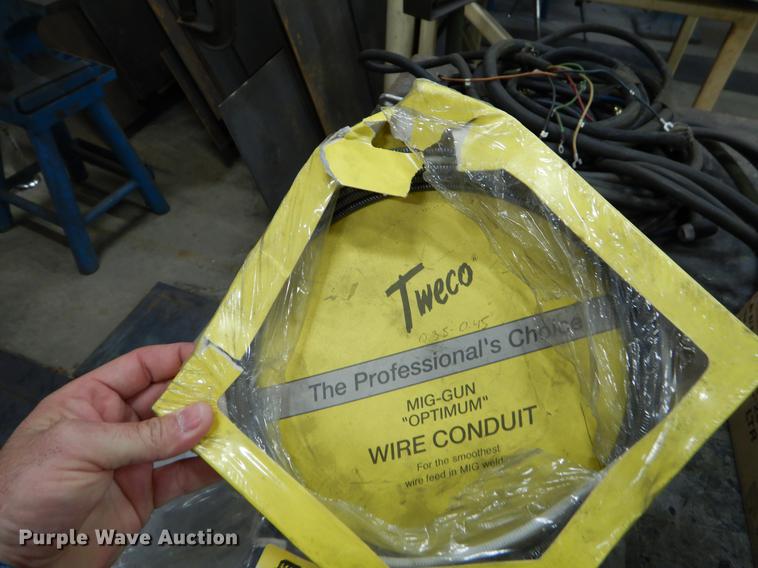 Tweco
035-045
The Professional's Choice
MIG-GUN
"OPTIMUM"
WIRE CONDUIT
For the smoothest
wire feed in MIG weld
Purple Wave Auction